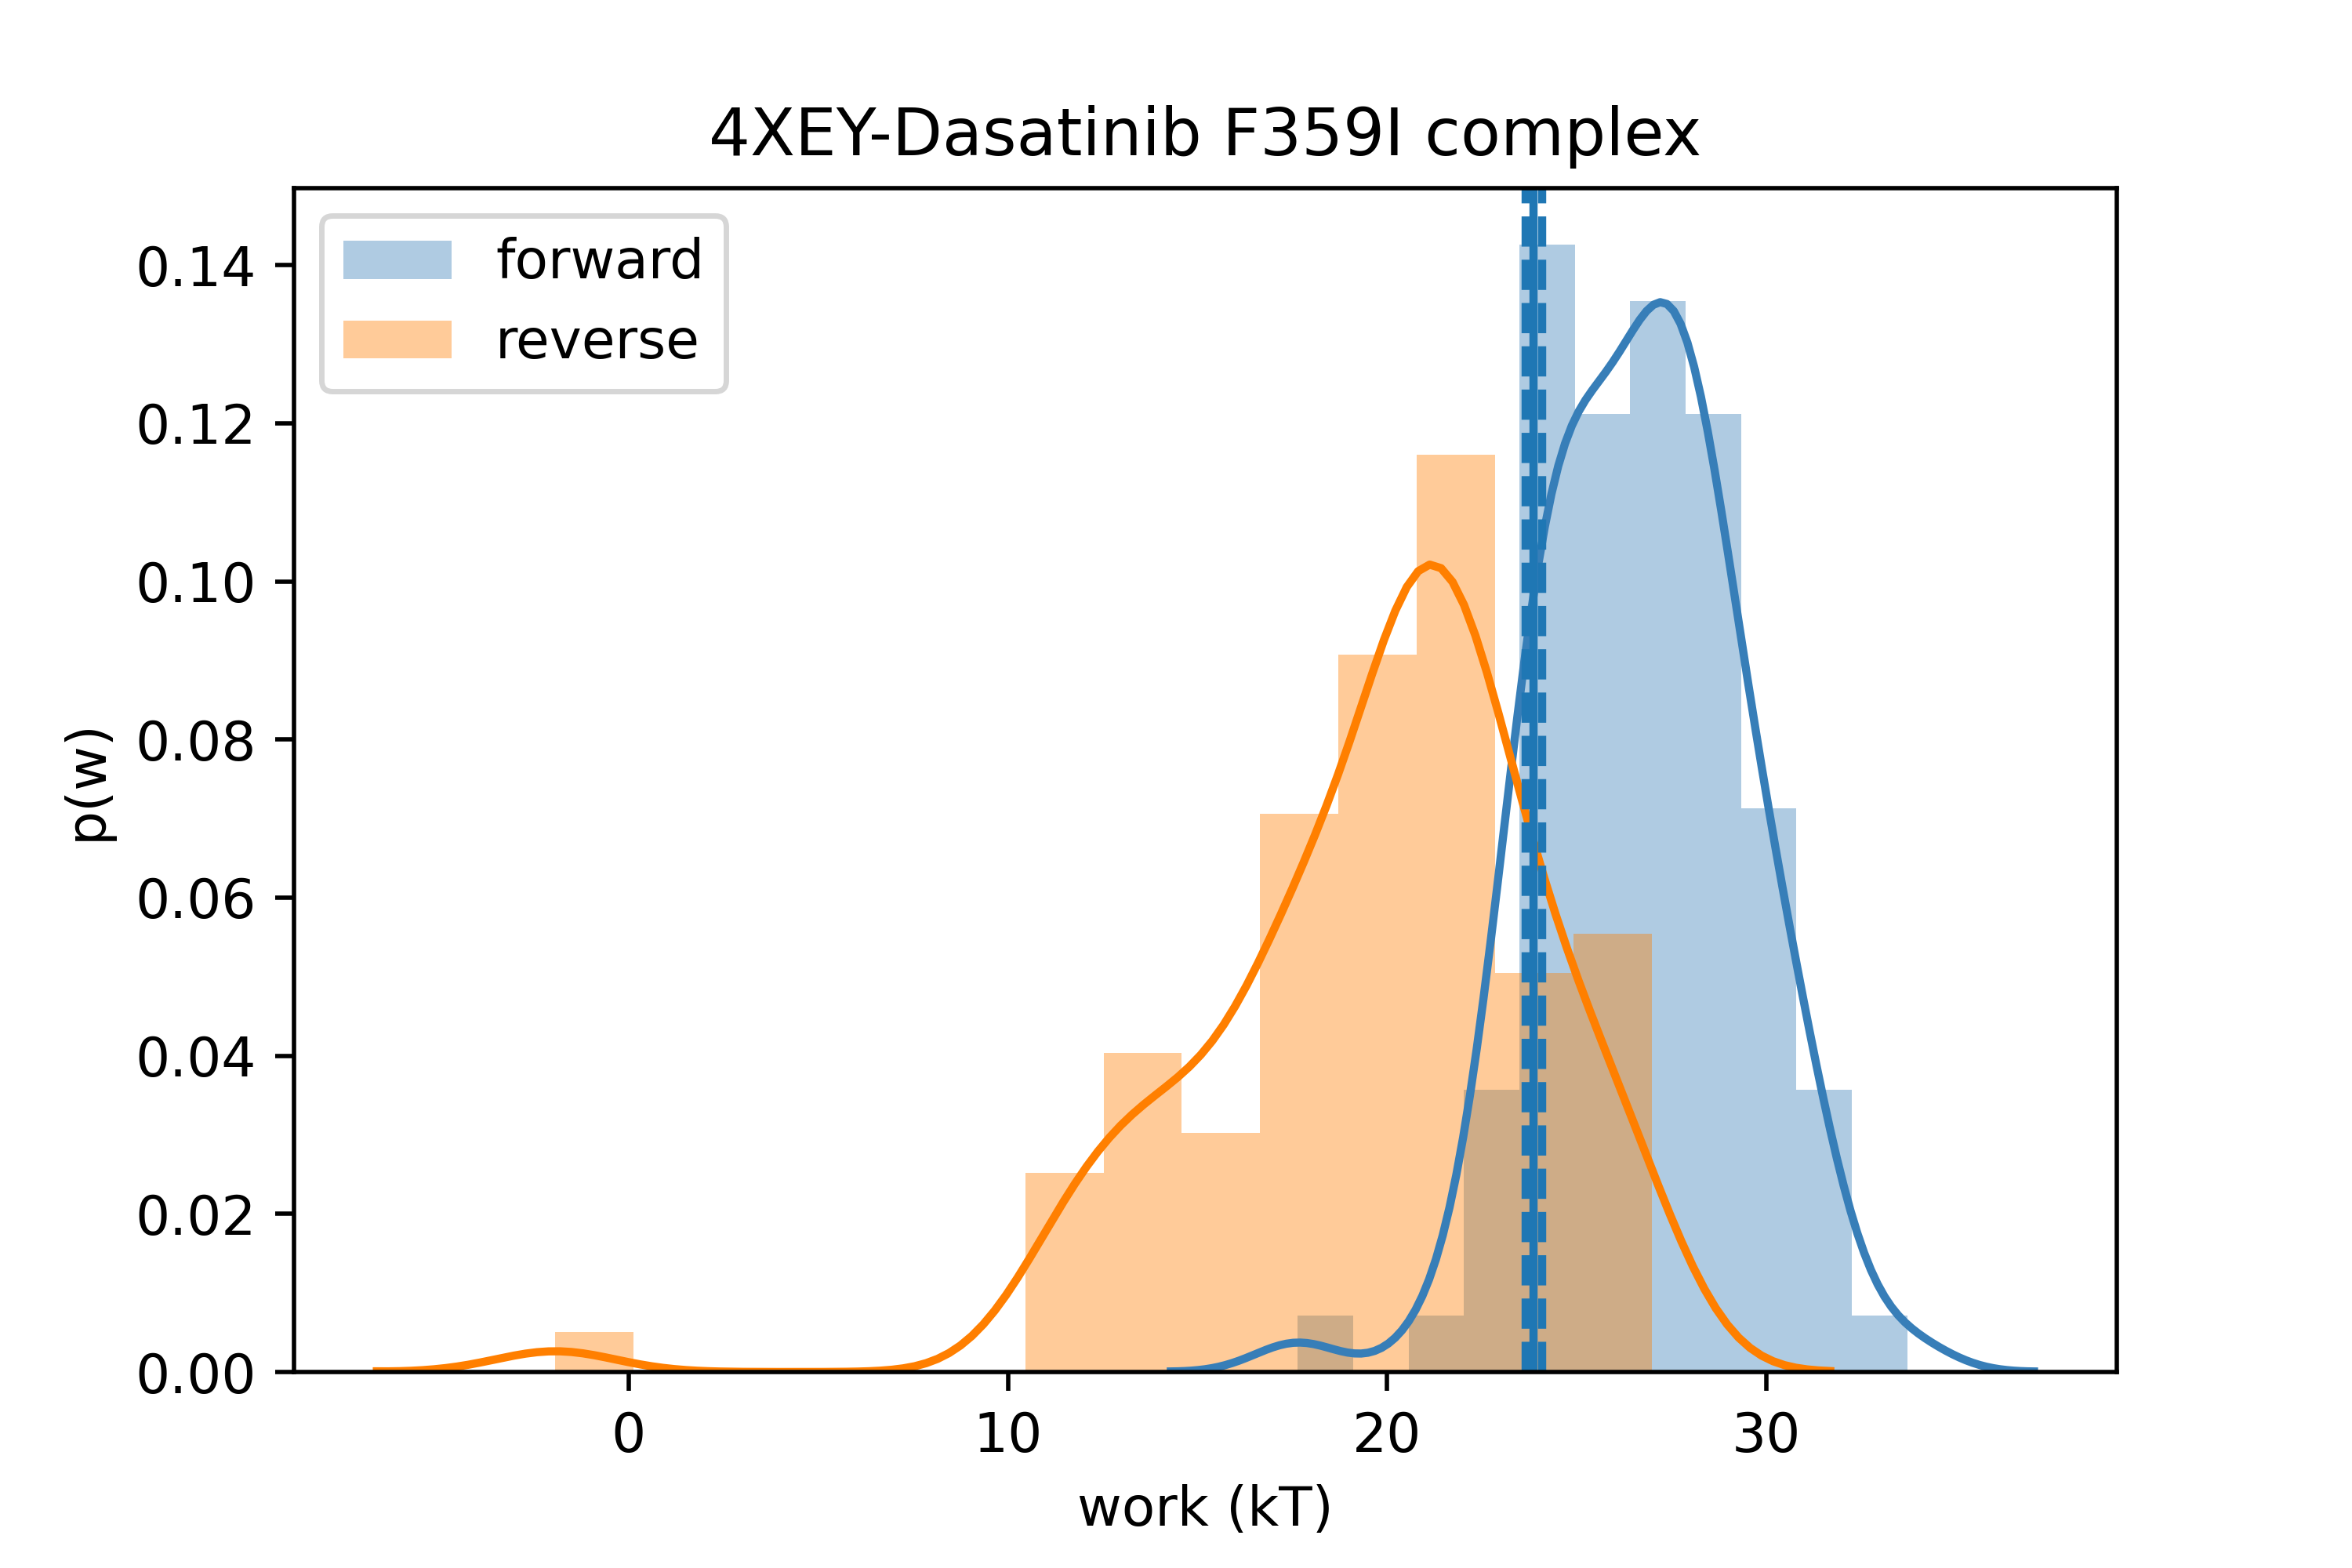 4XEY-Dasatinib F359I complex
forward
reverse
0.14
0.12
0.10
0.08
0.06
0.04
0.02
0.00
p(w)
0 10 20 30
work (kT)